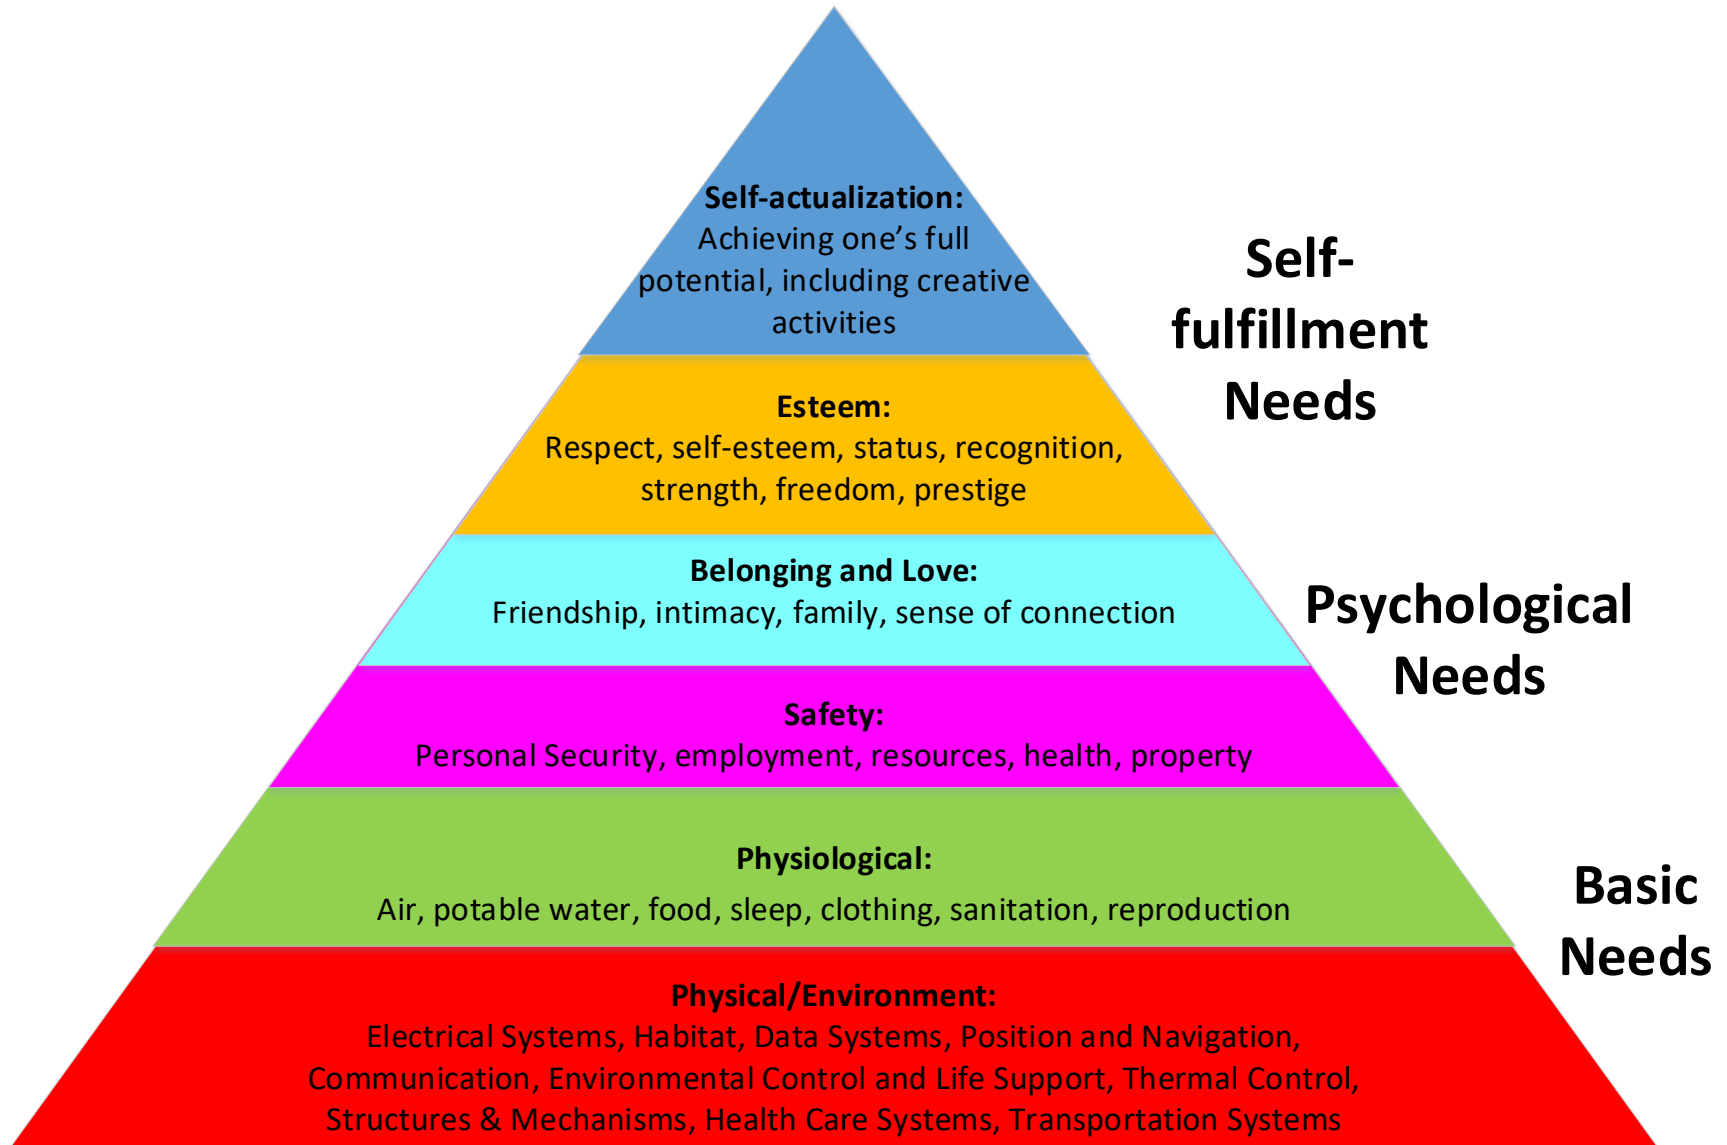 Self-actualization:
Achieving one’s full
potential, including creative
activities
Self-
fulfillment
Needs
Esteem:
Respect, self-esteem, status, recognition,
strength, freedom, prestige
Belonging and Love:
Friendship, intimacy, family, sense of connection
Psychological
Needs
Safety:
Personal Security, employment, resources, health, property
Physiological:
Air, potable water, food, sleep, clothing, sanitation, reproduction
Basic
Needs
Physical/Environment:
Electrical Systems, Habitat, Data Systems, Position and Navigation,
Communication, Environmental Control and Life Support, Thermal Control,
Structures & Mechanisms, Health Care Systems, Transportation Systems